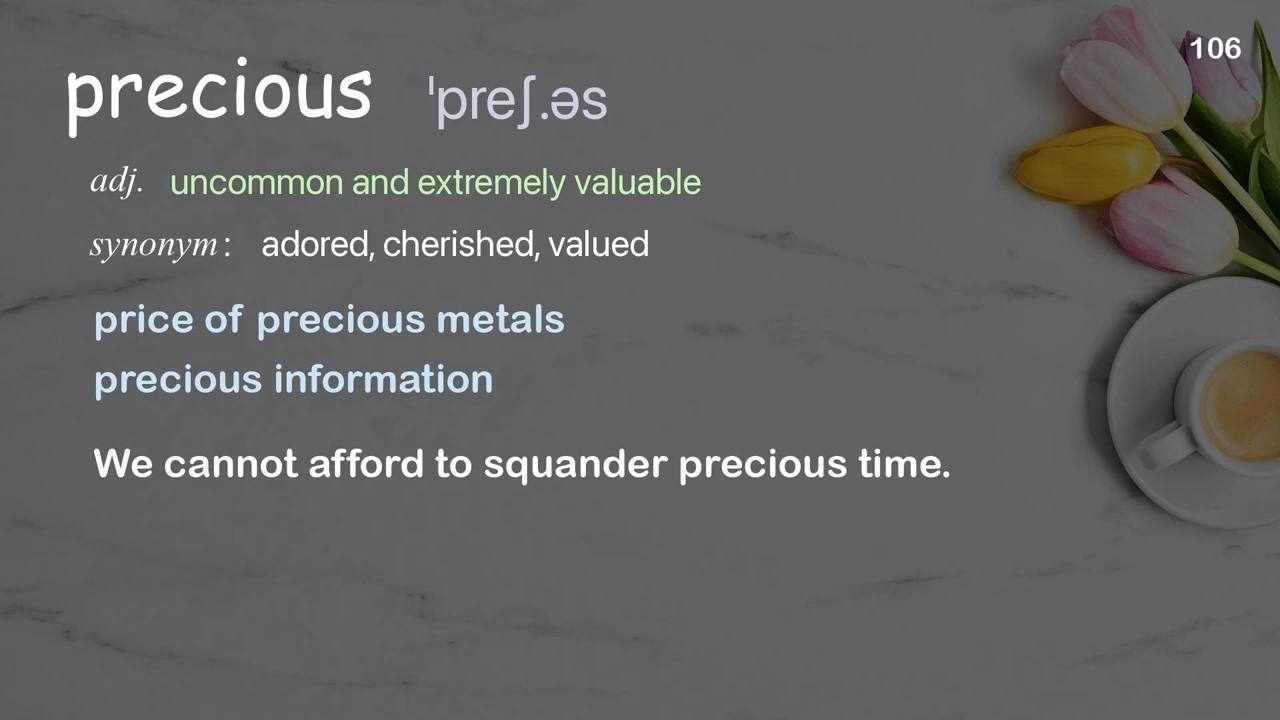 106
precious ˈpreʃ.əs
adj. uncommon and extremely valuable
synonym: adored, cherished, valued
price of precious metals
precious information
We cannot afford to squander precious time.